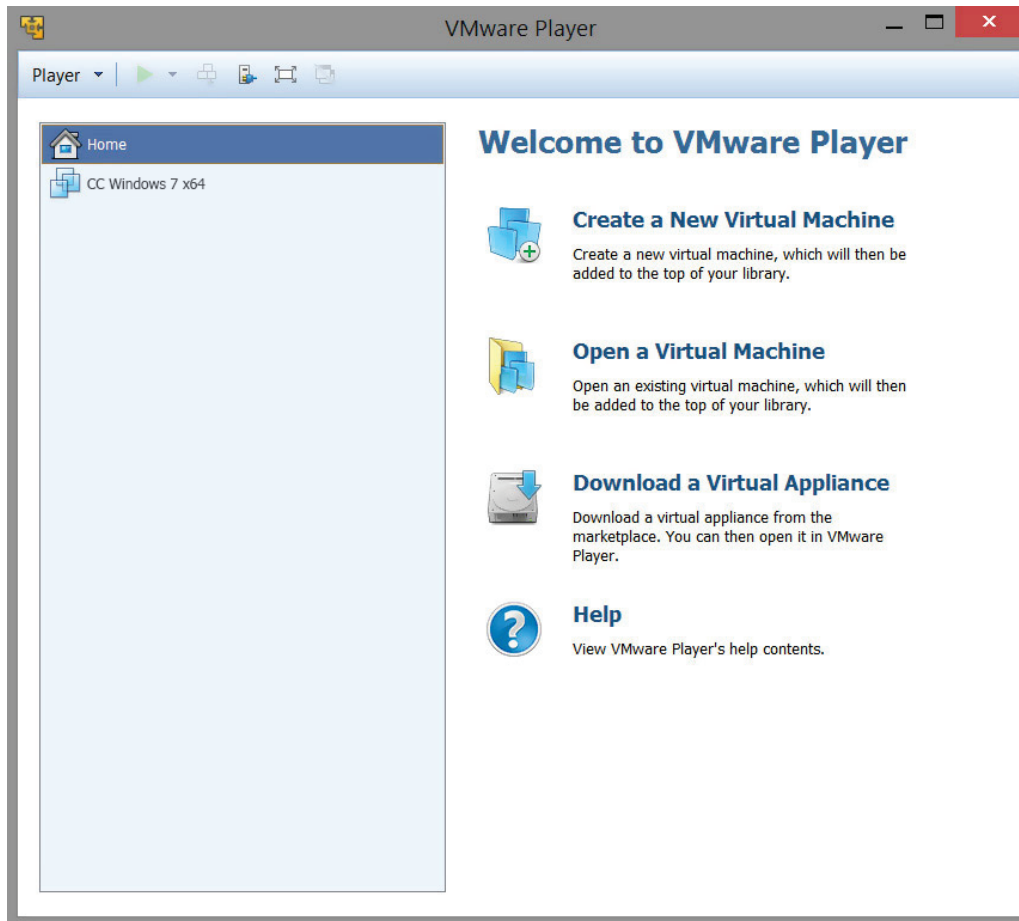 VMware Player
Player
Home
CC Windows 7 x64
Welcome to VMware Player
Create a New Virtual Machine
Create a new virtual machine, which will then be
added to the top of your library.
Open a Virtual Machine
Open an existing virtual machine, which will then
be added to the top of your library.
Download a Virtual Appliance
Download a virtual appliance from the
marketplace. You can then open it in VMware
Player.
Help
View VMware Player's help contents.